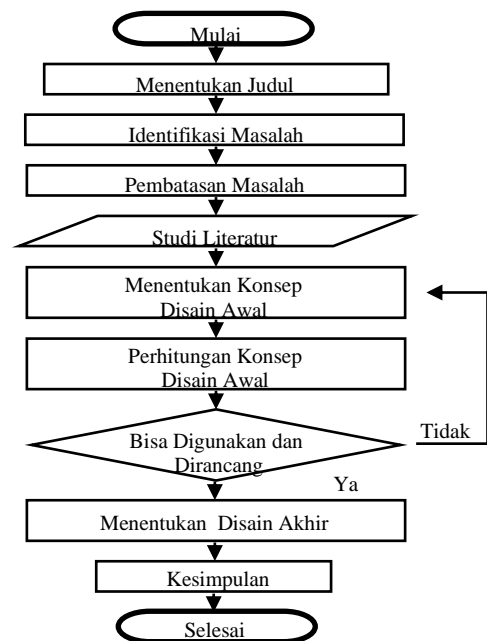 Mulai
Menentukan Judul
Identifikasi Masalah
Pembatasan Masalah
Studi Literatur
Menentukan Konsep
Disain Awal
Perhitungan Konsep
Disain Awal
Bisa Digunakan dan
Dirancang
Tidak
Ya
Menentukan Disain Akhir
Kesimpulan
Selesai